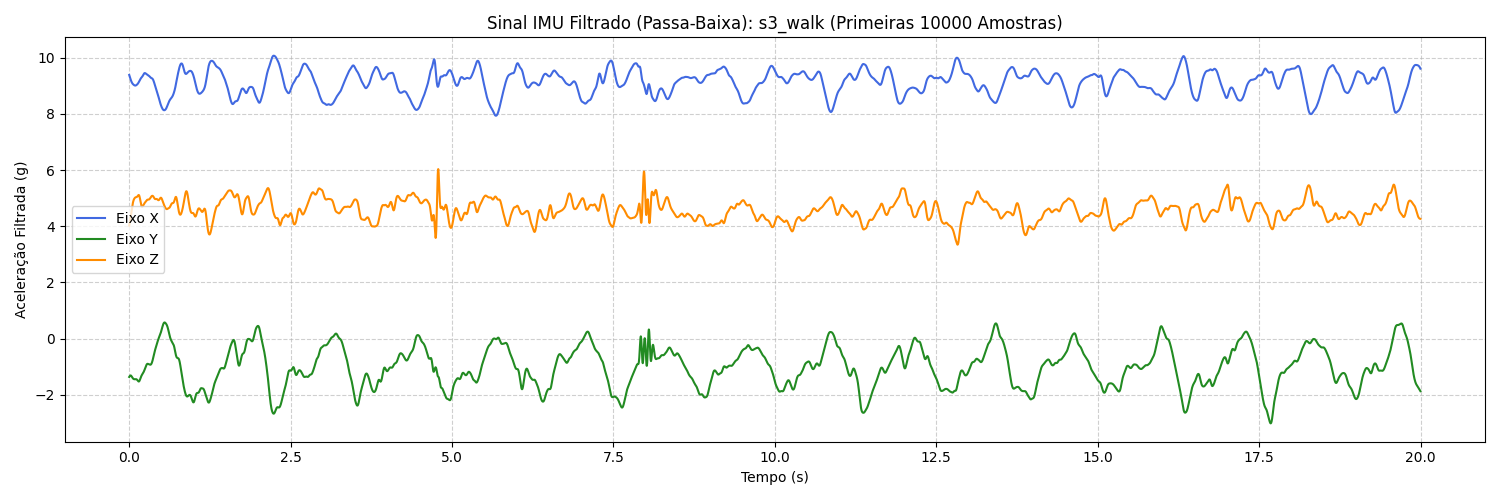 Sinal IMU Filtrado (Passa-Baixa): s3_walk (Primeiras 10000 Amostras)
Aceleração Filtrada (g)
10
8
6
4
2
0
−2
Eixo X
Eixo Y
Eixo Z
0.0 2.5 5.0 7.5 10.0 12.5 15.0 17.5 20.0
Tempo (s)